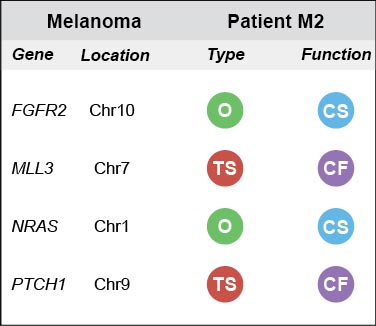 Melanoma Patient M2
Gene Location Type Function
FGFR2 Chr10 O CS
MLL3 Chr7 TS CF
NRAS Chr1 O CS
PTCH1 Chr9 TS CF